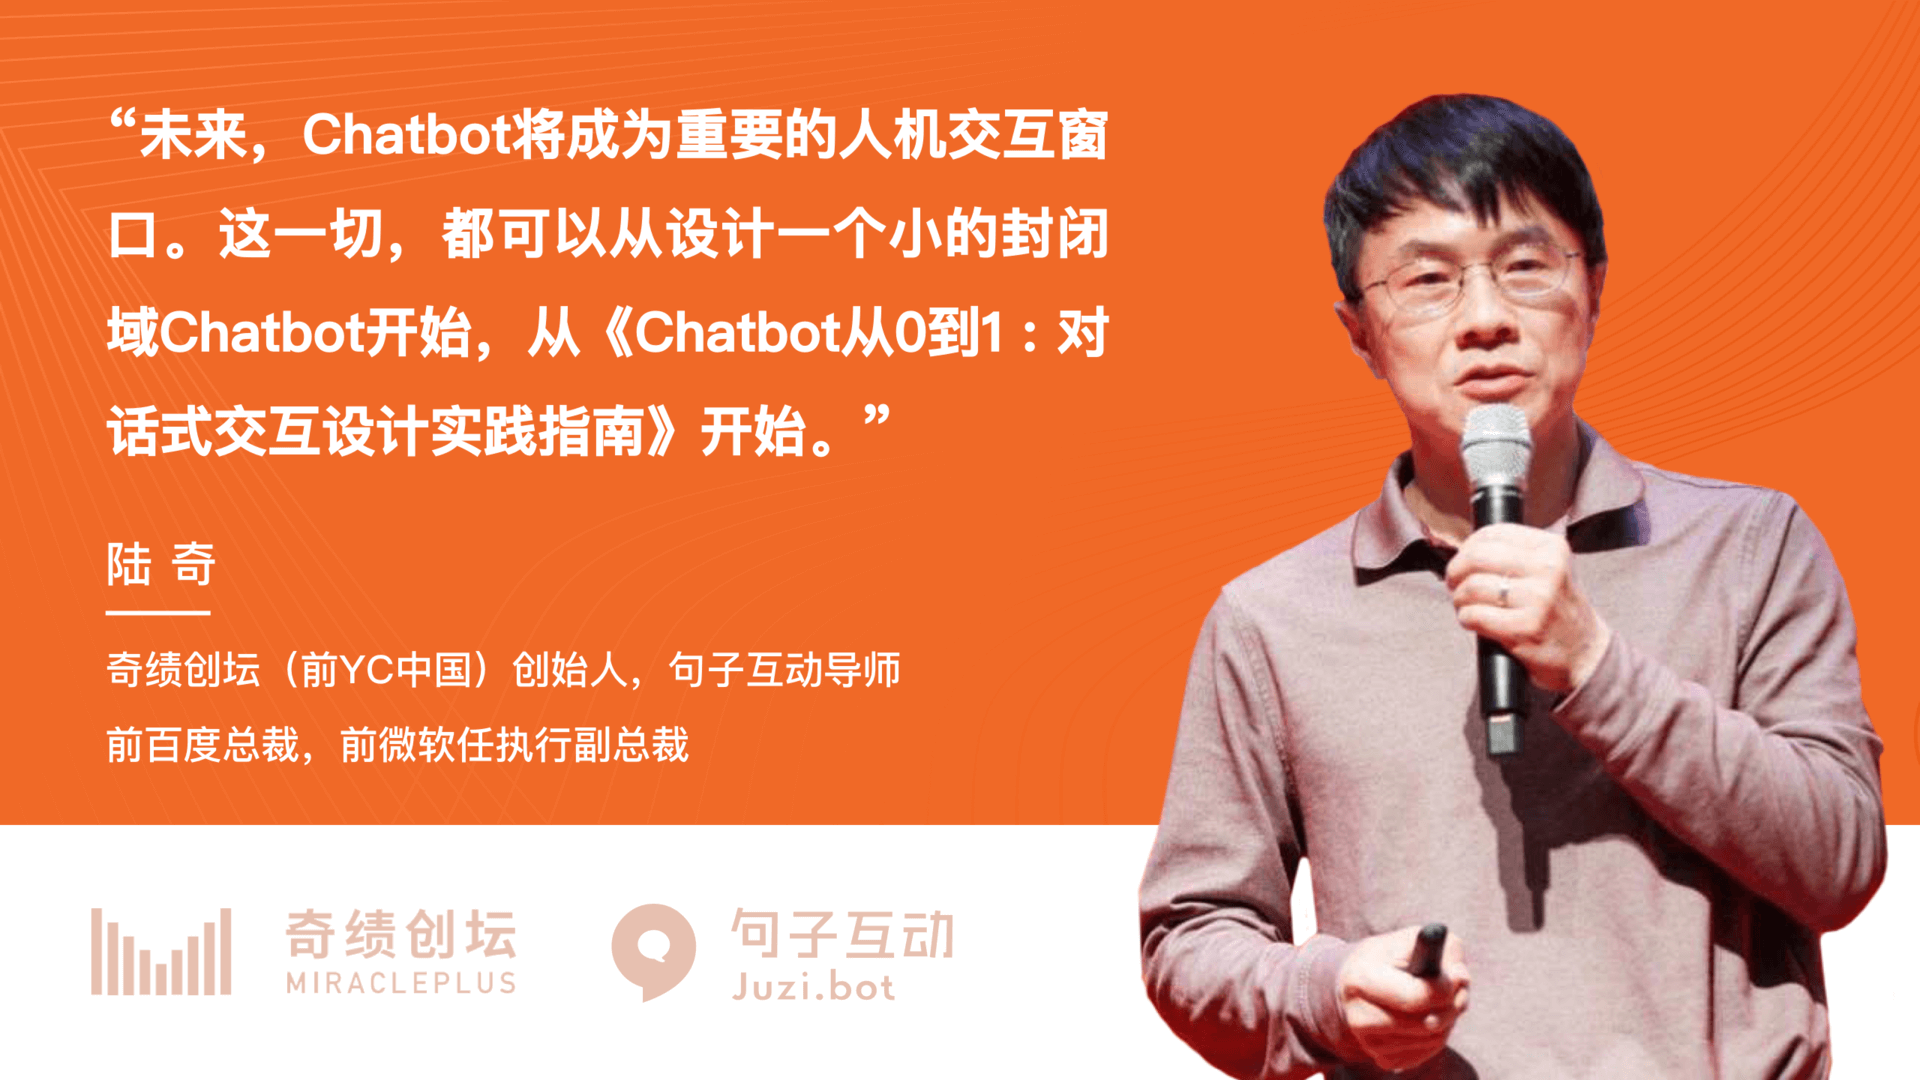 “未来，Chatbot将成为重要的人机交互窗
口。这一切，都可以从设计一个小的封闭
域Chatbot开始，从《Chatbot从0到1：对
话式交互设计实践指南》开始。”
陆 奇
奇绩创坛（前YC中国）创始人，句子互动导师
前百度总裁，前微软任执行副总裁
奇绩创坛
MIRACLEPLUS
句子互动
Juzi.bot